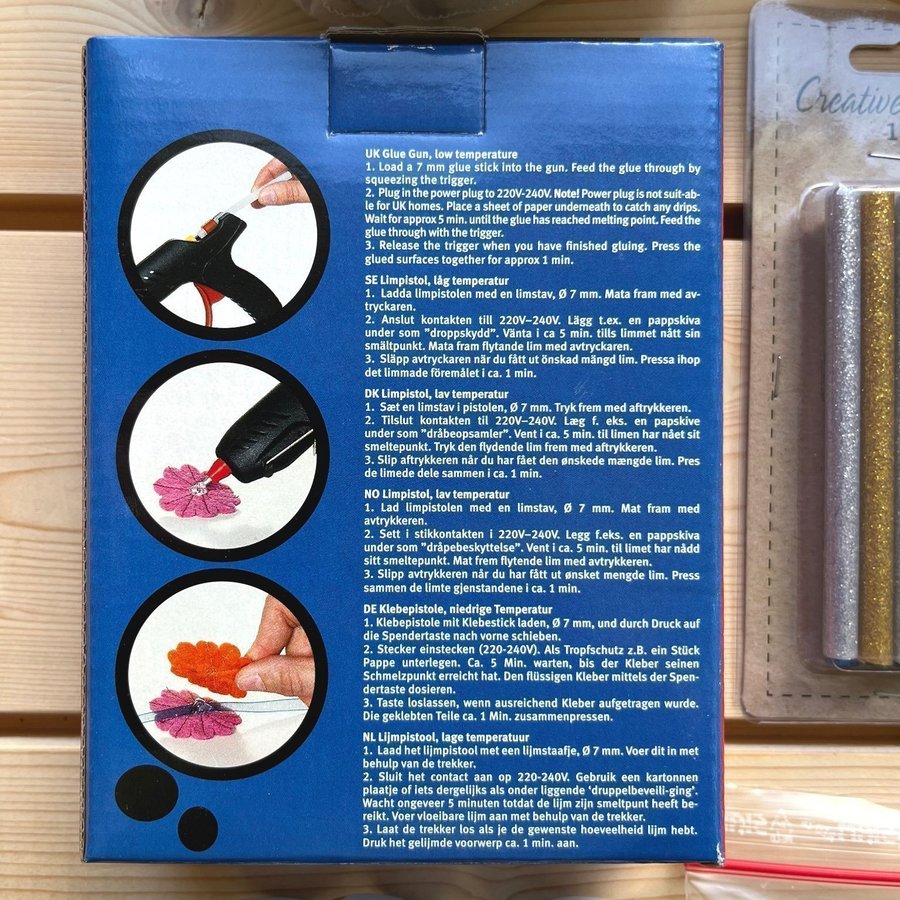 UK Glue Gun, low temperature
1. Load a 7 mm glue stick into the gun. Feed the glue through by
squeezing the trigger.
2. Plug in the power plug to 220V-240V. Note! Power plug is not suit-ab-
le for UK homes. Place a sheet of paper underneath to catch any drips.
Wait for approx 5 min. until the glue has reached melting point. Feed the
glue through with the trigger.
3. Release the trigger when you have finished gluing. Press the
glued surfaces together for approx 1 min.
SE Limpistol, låg temperatur
1. Ladda limpistolen med en limstav, Ø 7 mm. Mata fram med av-
tryckaren.
2. Anslut kontakten till 220V–240V. Lägg t.ex. en pappskiva
under som ”droppskydd”. Vänta i ca 5 min. tills limmet nått sin
smältpunkt. Mata fram flytande lim med avtryckaren.
3. Släpp avtryckaren när du fått ut önskad mängd lim. Pressa ihop
det limmade föremålet i ca. 1 min.
DK Limpistol, lav temperatur
1. Sæt en limstav i pistolen, Ø 7 mm. Tryk frem med aftrykkeren.
2. Tilslut kontakten til 220V–240V. Læg f. eks. en papskive
under som ”dråbeopsamler”. Vent i ca. 5 min. til limen har nået sit
smeltepunkt. Tryk den flydende lim frem med aftrykkeren.
3. Slip aftrykkeren når du har fået den ønskede mængde lim. Pres
de limede dele sammen i ca. 1 min.
NO Limpistol, lav temperatur
1. Lad limpistolen med en limstav, Ø 7 mm. Mat fram med
avtrykkeren.
2. Sett i stikkontakten i 220V–240V. Legg f.eks. en pappskiva
under som ”dråpebeskyttelse”. Vent i ca. 5 min. til limet har nådd
sitt smeltepunkt. Mat fram flytende lim med avtrykkeren.
3. Slipp avtrykkeren når du har fått ut ønsket mengde lim. Press
sammen de limte gjenstandene i ca. 1 min.
DE Klebepistole, niedrige Temperatur
1. Klebepistole mit Klebestick laden, Ø 7 mm, und durch Druck auf
die Spendertaste nach vorne schieben.
2. Stecker einstecken (220-240V). Als Tropfschutz z.B. ein Stück
Pappe unterlegen. Ca. 5 Min. warten, bis der Kleber seinen
Schmelzpunkt erreicht hat. Den flüssigen Kleber mittels der Spen-
dertaste dosieren.
3. Taste loslassen, wenn ausreichend Kleber aufgetragen wurde.
Die geklebten Teile ca. 1 Min. zusammenpressen.
NL Lijmpistool, lage temperatuur
1. Laad het lijmpistool met een lijmstaafje, Ø 7 mm. Voer dit in met
behulp van de trekker.
2. Sluit het contact aan op 220-240V. Gebruik een kartonnen
plaatje of iets dergelijks als onder liggende ‘druppelbeveili-ging’.
Wacht ongeveer 5 minuten totdat de lijm zijn smeltpunt heeft be-
reikt. Voer vloeibare lijm aan met behulp van de trekker.
3. Laat de trekker los als je de gewenste hoeveelheid lijm hebt.
Druk het gelijmde voorwerp ca. 1 min. aan.
Creative
1